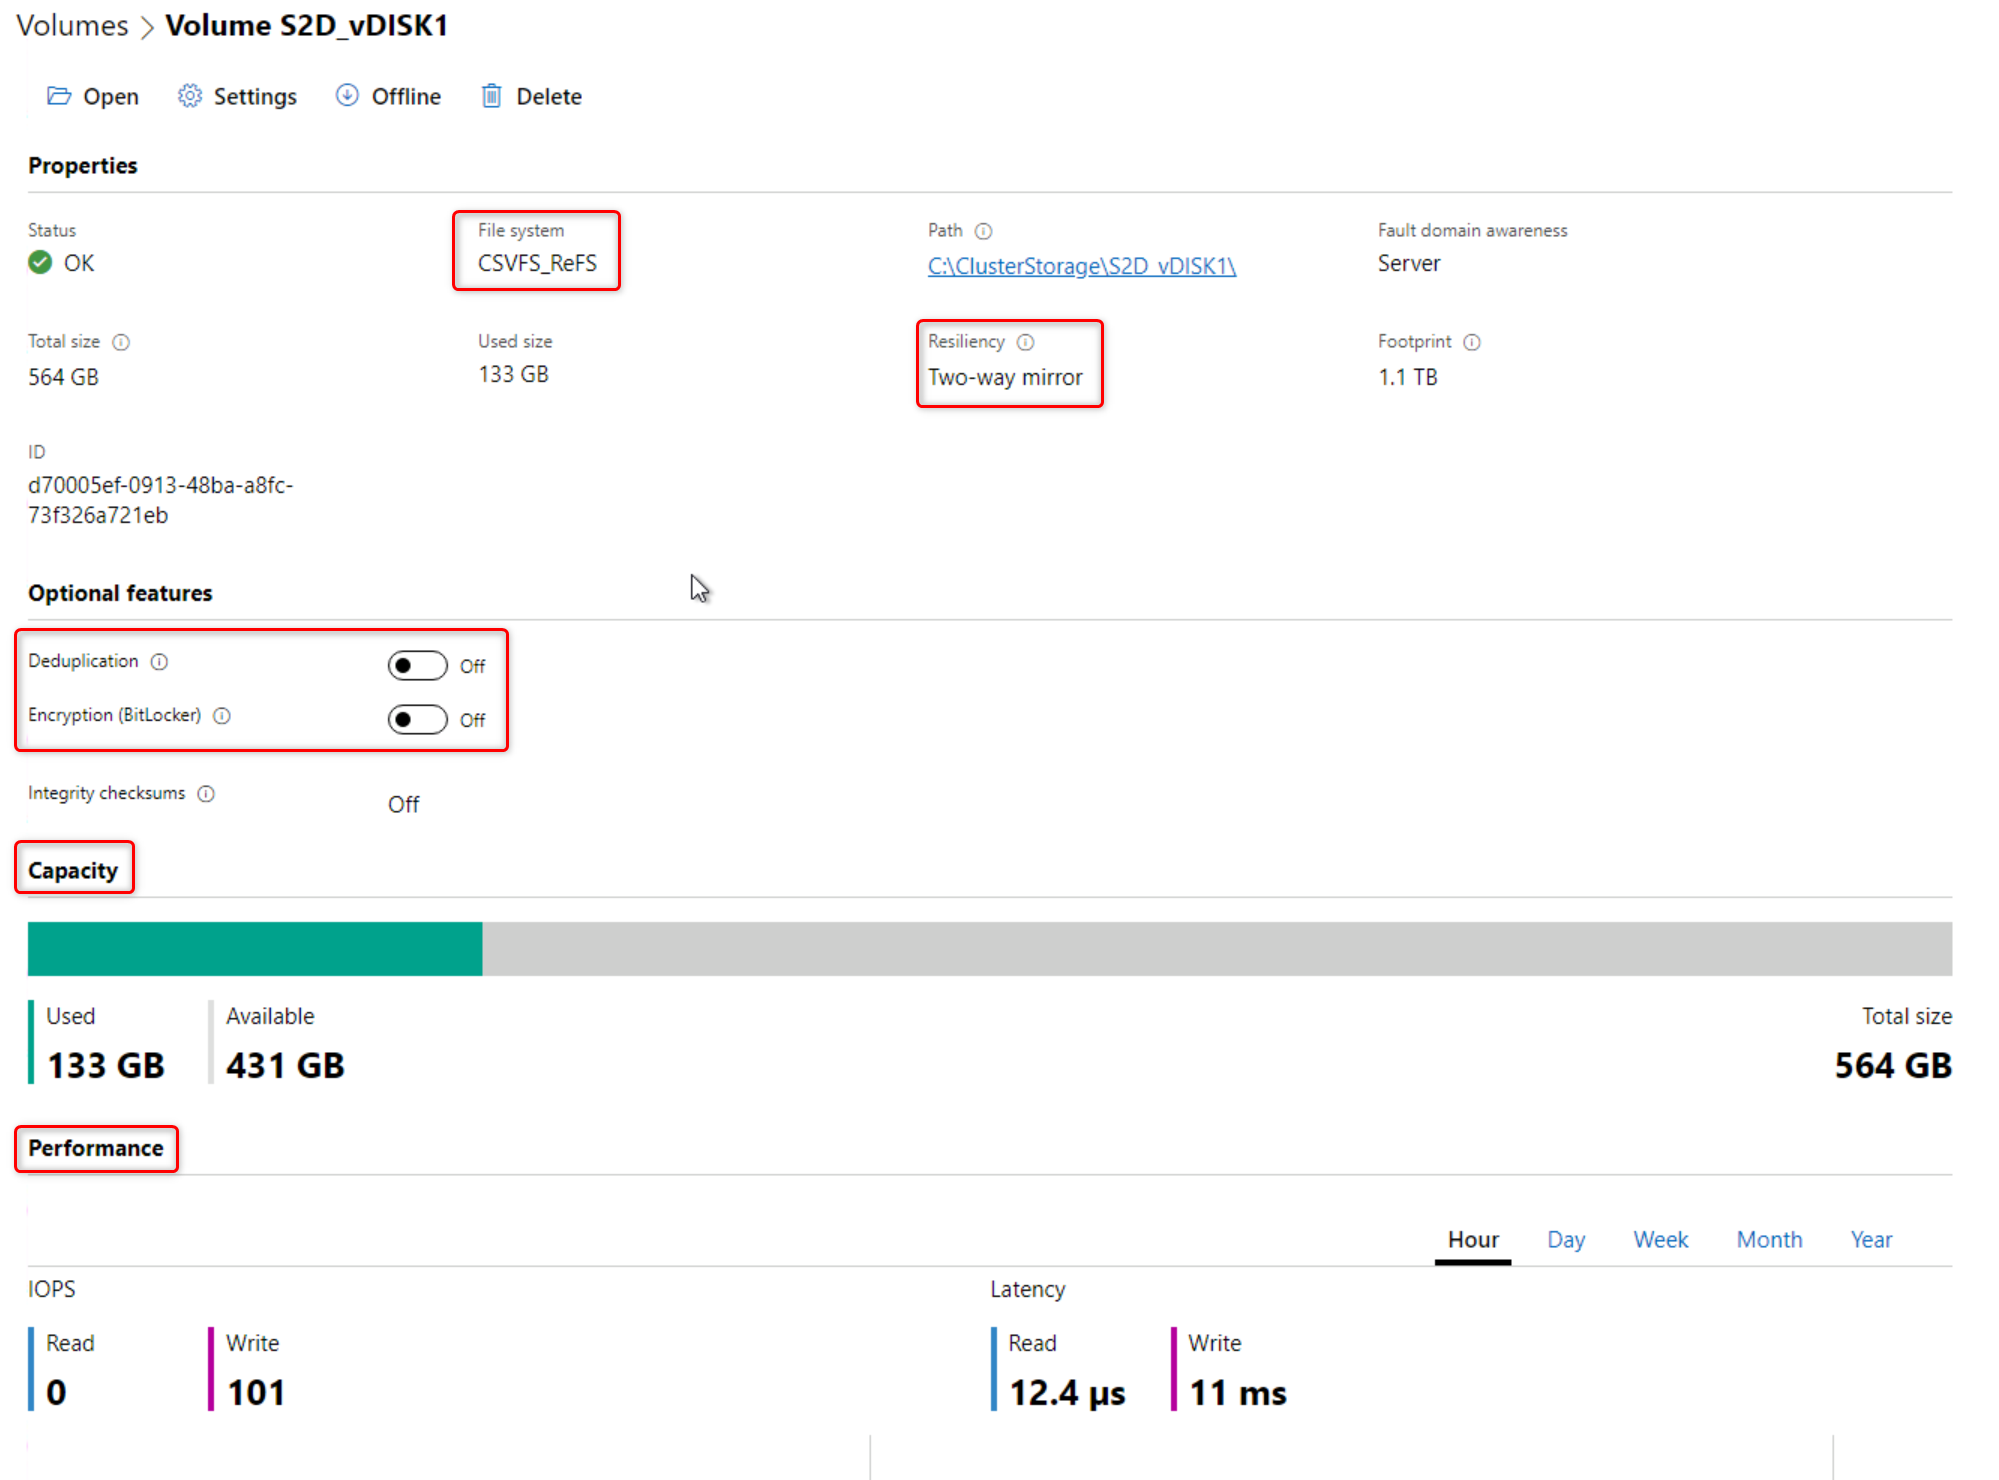 Volumes > Volume S2D_vDISK1
Open Settings Offline Delete
Properties
Status File system Path Fault domain awareness
OK CSVFS_ReFS C:\ClusterStorage\S2D_vDISK1\ Server
Total size Used size Resiliency Footprint
564 GB 133 GB Two-way mirror 1.1 TB
ID
d70005ef-0913-48ba-a8fc-
73f326a721eb
Optional features
Deduplication Off
Encryption (BitLocker) Off
Integrity checksums Off
Capacity
Used Available Total size
133 GB 431 GB 564 GB
Performance
Hour Day Week Month Year
IOPS Latency
Read Write Read Write
0 101 12.4 µs 11 ms